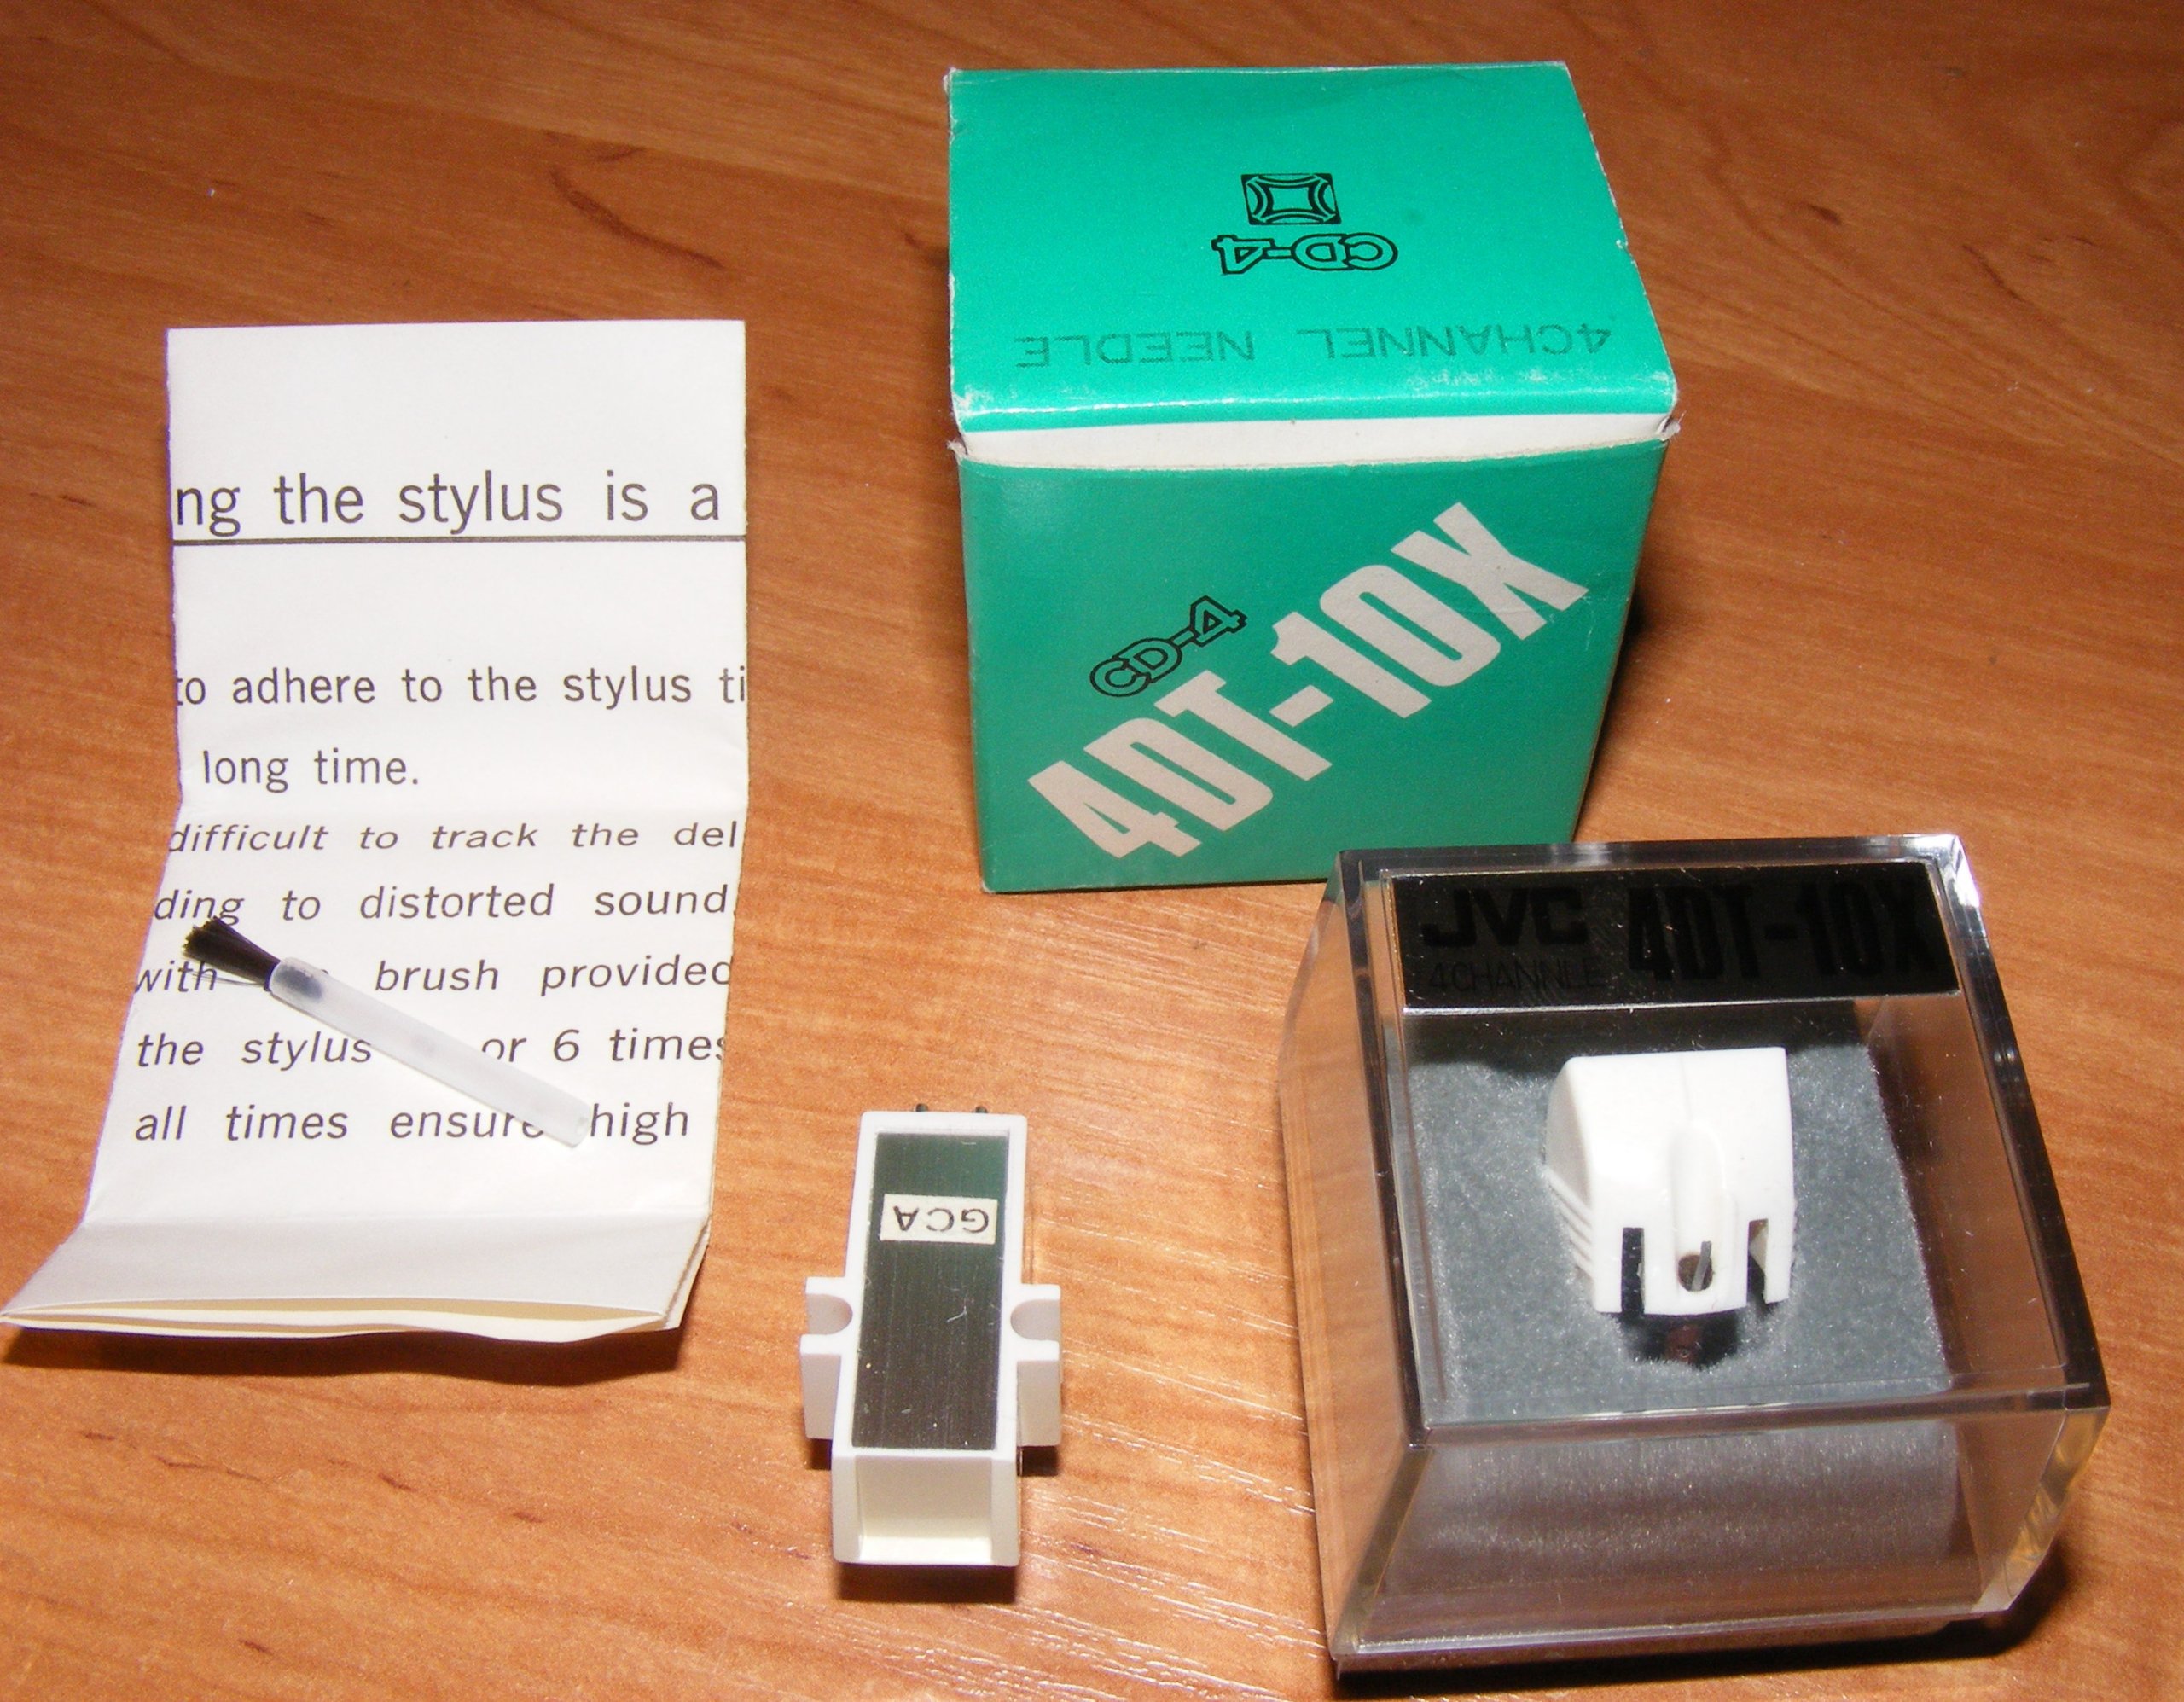 ng the stylus is a
to adhere to the stylus ti
long time.
difficult to track the del
ding to distorted sound.
with brush provided
the stylus or 6 times
all times ensure high
CD-4
4CHANNEL NEEDLE
CD-4
4DT-10X
JVC 4DT-10X
4CHANNLE
GCA